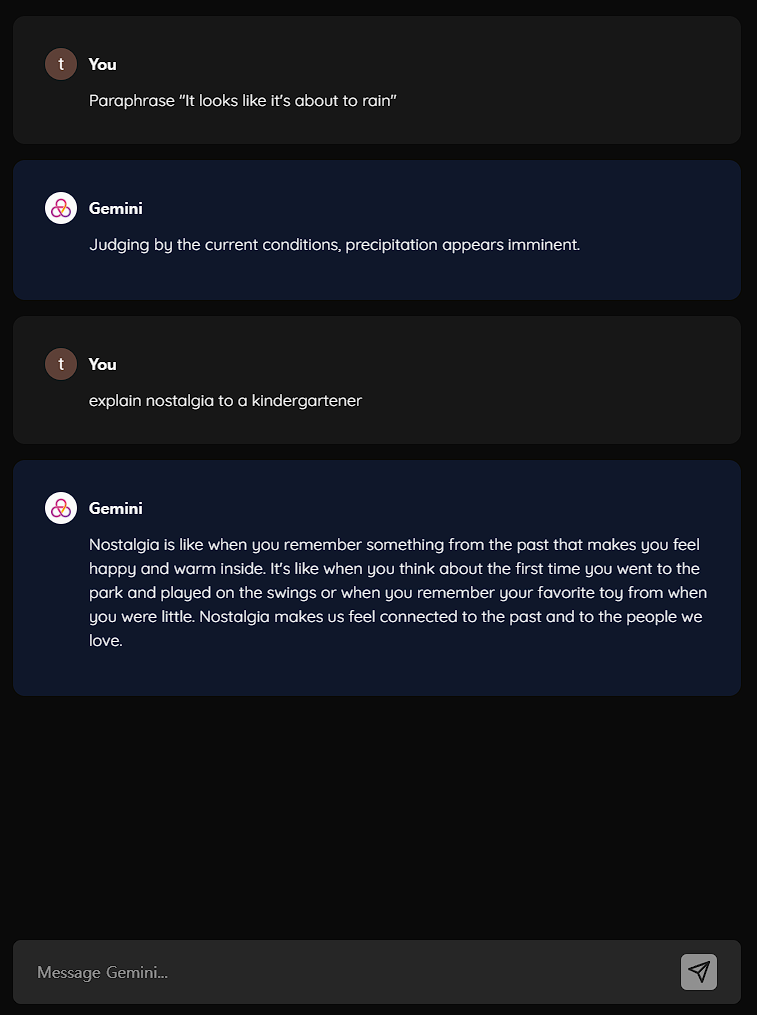 t
You
Paraphrase "It looks like it's about to rain"
Gemini
Judging by the current conditions, precipitation appears imminent.
t
You
explain nostalgia to a kindergartener
Gemini
Nostalgia is like when you remember something from the past that makes you feel
happy and warm inside. It's like when you think about the first time you went to the
park and played on the swings or when you remember your favorite toy from when
you were little. Nostalgia makes us feel connected to the past and to the people we
love.
Message Gemini...